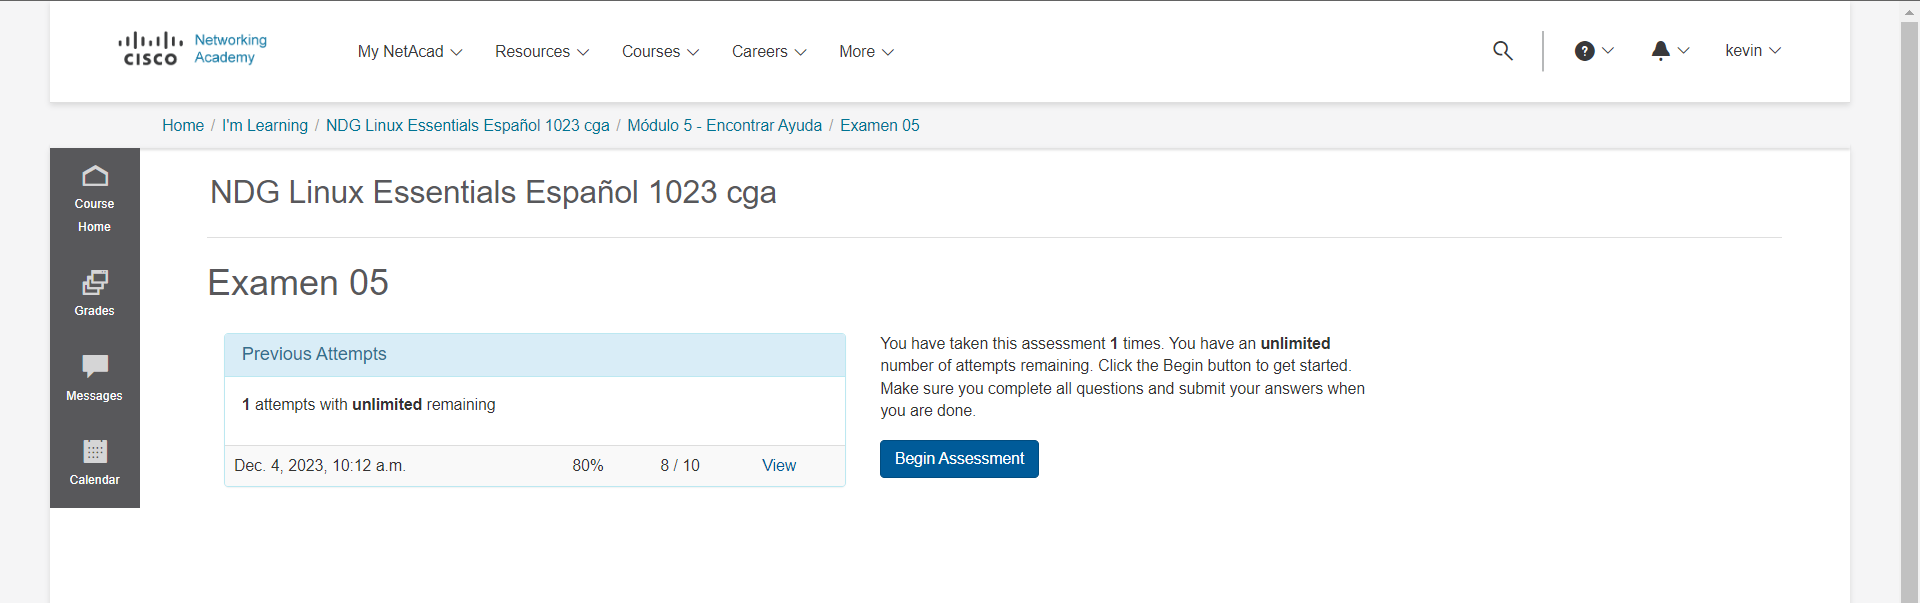 CISCO Networking Academy
My NetAcad Resources Courses Careers More ? kevin
Home / I'm Learning / NDG Linux Essentials Español 1023 cga / Módulo 5 - Encontrar Ayuda / Examen 05
Course
Home
Grades
Messages
Calendar
NDG Linux Essentials Español 1023 cga
Examen 05
Previous Attempts
1 attempts with unlimited remaining
Dec. 4, 2023, 10:12 a.m. 80% 8 / 10 View
You have taken this assessment 1 times. You have an unlimited
number of attempts remaining. Click the Begin button to get started.
Make sure you complete all questions and submit your answers when
you are done.
Begin Assessment